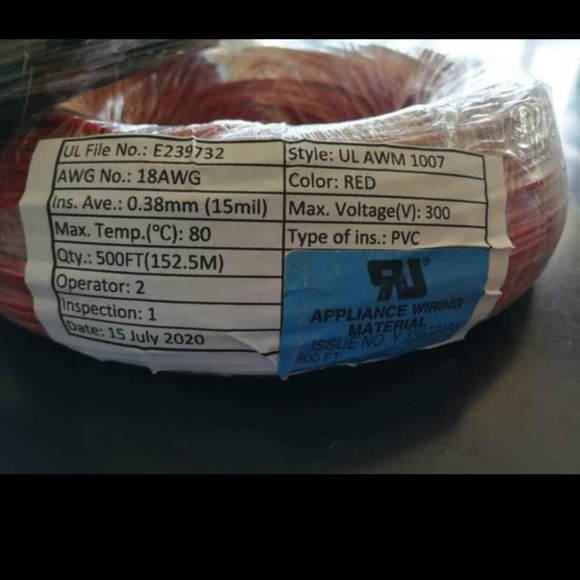 UL File No.: E239732
Style: UL AWM 1007
AWG No.: 18AWG
Color: RED
Ins. Ave.: 0.38mm (15mil)
Max. Voltage(V): 300
Max. Temp.(°C): 80
Type of ins.: PVC
Qty.: 500FT(152.5M)
Operator: 2
Inspection: 1
Date: 15 July 2020
RU®
APPLIANCE WIRING
MATERIAL
ISSUE NO. Y
500 FT